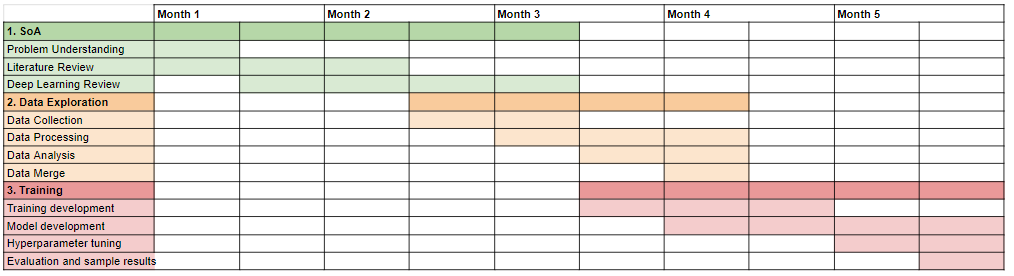 Month 1 Month 2 Month 3 Month 4 Month 5
1. SoA
Problem Understanding
Literature Review
Deep Learning Review
2. Data Exploration
Data Collection
Data Processing
Data Analysis
Data Merge
3. Training
Training development
Model development
Hyperparameter tuning
Evaluation and sample results